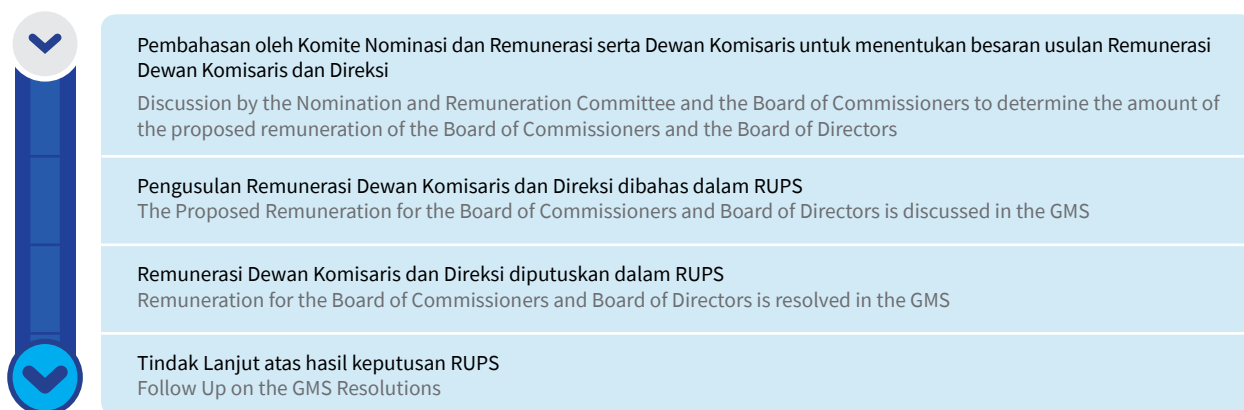 Pembahasan oleh Komite Nominasi dan Remunerasi serta Dewan Komisaris untuk menentukan besaran usulan Remunerasi
Dewan Komisaris dan Direksi
Discussion by the Nomination and Remuneration Committee and the Board of Commissioners to determine the amount of
the proposed remuneration of the Board of Commissioners and the Board of Directors
Pengusulan Remunerasi Dewan Komisaris dan Direksi dibahas dalam RUPS
The Proposed Remuneration for the Board of Commissioners and Board of Directors is discussed in the GMS
Remunerasi Dewan Komisaris dan Direksi diputuskan dalam RUPS
Remuneration for the Board of Commissioners and Board of Directors is resolved in the GMS
Tindak Lanjut atas hasil keputusan RUPS
Follow Up on the GMS Resolutions